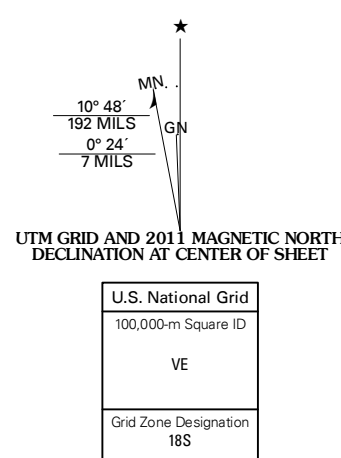 ★
MN
10° 48´
192 MILS
GN
0° 24´
7 MILS
UTM GRID AND 2011 MAGNETIC NORTH
DECLINATION AT CENTER OF SHEET
U.S. National Grid
100,000-m Square ID
VE
Grid Zone Designation
18S